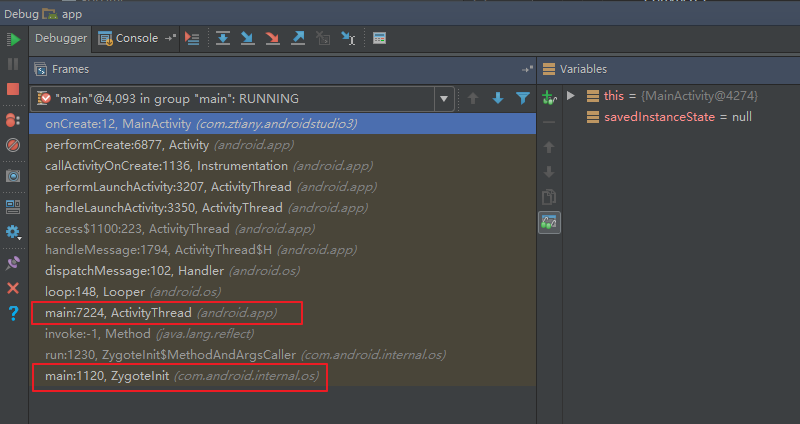 Debug app
Debugger Console
Frames
"main"@4,093 in group "main": RUNNING
onCreate:12, MainActivity (com.ztiany.androidstudio3)
performCreate:6877, Activity (android.app)
callActivityOnCreate:1136, Instrumentation (android.app)
performLaunchActivity:3207, ActivityThread (android.app)
handleLaunchActivity:3350, ActivityThread (android.app)
access$1100:223, ActivityThread (android.app)
handleMessage:1794, ActivityThread$H (android.app)
dispatchMessage:102, Handler (android.os)
loop:148, Looper (android.os)
main:7224, ActivityThread (android.app)
invoke:-1, Method (java.lang.reflect)
run:1230, ZygoteInit$MethodAndArgsCaller (com.android.internal.os)
main:1120, ZygoteInit (com.android.internal.os)
Variables
this = {MainActivity@4274}
savedInstanceState = null